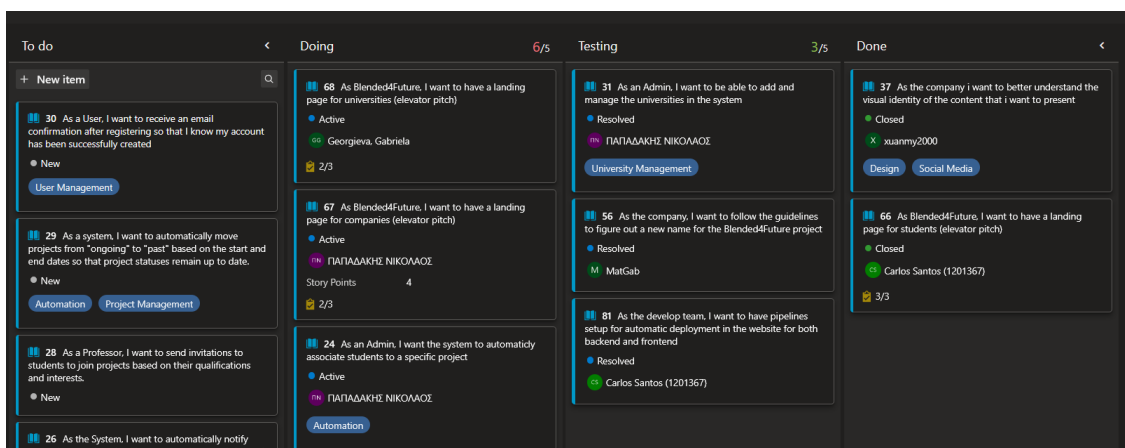 To do
+ New item
30 As a User, I want to receive an email
confirmation after registering so that I know my account
has been successfully created
New
User Management
29 As a system, I want to automatically move
projects from "ongoing" to "past" based on the start and
end dates so that project statuses remain up to date.
New
Automation Project Management
28 As a Professor, I want to send invitations to
students to join projects based on their qualifications
and interests.
New
26 As the System, I want to automatically notify
Doing 6/5
68 As Blended4Future, I want to have a landing
page for universities (elevator pitch)
Active
GG Georgieva, Gabriela
2/3
67 As Blended4Future, I want to have a landing
page for companies (elevator pitch)
Active
ΠΝ ΠΑΠΑΔΑΚΗΣ ΝΙΚΟΛΑΟΣ
Story Points 4
2/3
24 As an Admin, I want the system to automaticly
associate students to a specific project
Active
ΠΝ ΠΑΠΑΔΑΚΗΣ ΝΙΚΟΛΑΟΣ
Automation
Testing 3/5
31 As an Admin, I want to be able to add and
manage the universities in the system
Resolved
ΠΝ ΠΑΠΑΔΑΚΗΣ ΝΙΚΟΛΑΟΣ
University Management
56 As the company, I want to follow the guidelines
to figure out a new name for the Blended4Future project
Resolved
M MatGab
81 As the develop team, I want to have pipelines
setup for automatic deployment in the website for both
backend and frontend
Resolved
CS Carlos Santos (1201367)
Done
37 As the company i want to better understand the
visual identity of the content that i want to present
Closed
X xuanmy2000
Design Social Media
66 As Blended4Future, I want to have a landing
page for students (elevator pitch)
Closed
CS Carlos Santos (1201367)
3/3